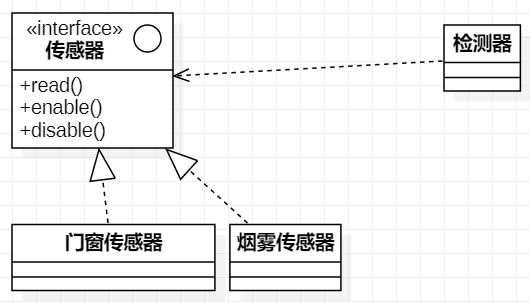 «interface»
传感器
+read()
+enable()
+disable()
检测器
门窗传感器
烟雾传感器